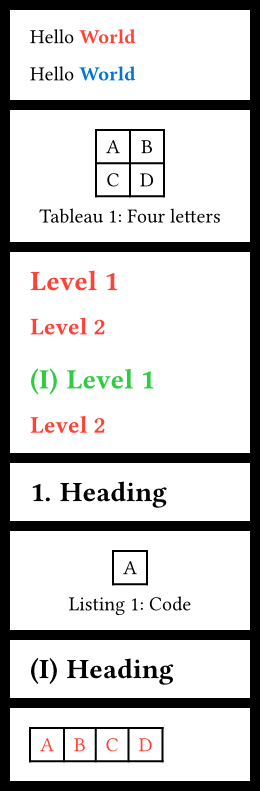 Hello World
Hello World
A B
C D
Tableau 1: Four letters
Level 1
Level 2
(I) Level 1
Level 2
1. Heading
A
Listing 1: Code
(I) Heading
A B C D